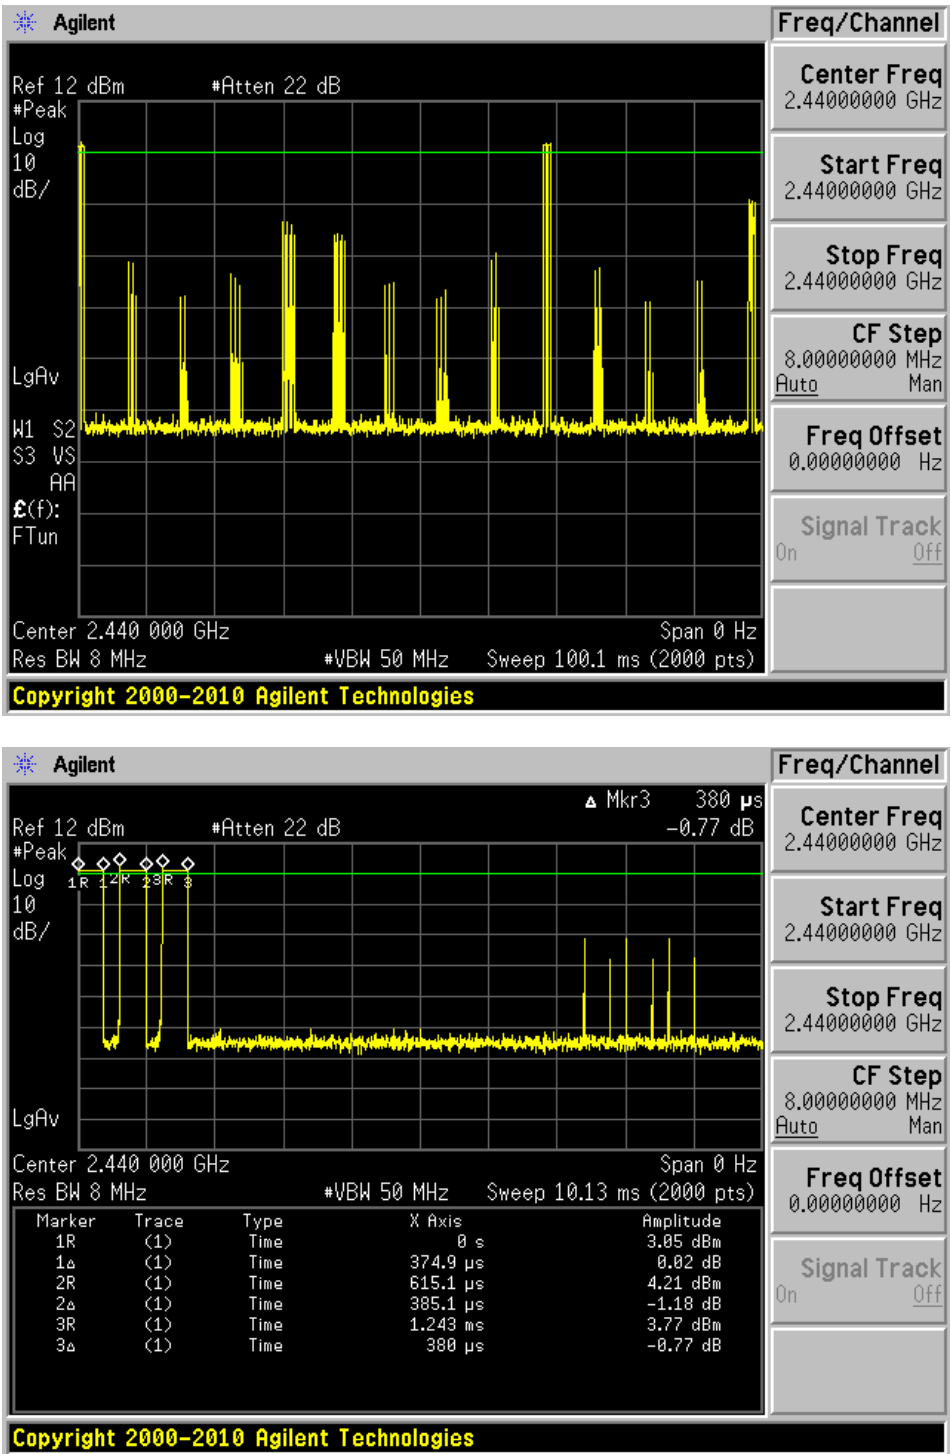 Agilent
Freq/Channel
Ref 12 dBm #Atten 22 dB
#Peak
Log
10
dB/
LgAv
W1 S2
S3 VS
AA
£(f):
FTun
Center 2.440 000 GHz Span 0 Hz
Res BW 8 MHz #VBW 50 MHz Sweep 100.1 ms (2000 pts)
Copyright 2000-2010 Agilent Technologies
Center Freq
2.44000000 GHz
Start Freq
2.44000000 GHz
Stop Freq
2.44000000 GHz
CF Step
8.00000000 MHz
Auto Man
Freq Offset
0.00000000 Hz
Signal Track
On Off
Agilent
Freq/Channel
Δ Mkr3 380 µs
Ref 12 dBm #Atten 22 dB -0.77 dB
#Peak
Log
10
dB/
1R 1 2R 2 3R 3
LgAv
Center 2.440 000 GHz Span 0 Hz
Res BW 8 MHz #VBW 50 MHz Sweep 10.13 ms (2000 pts)
Marker Trace Type X Axis Amplitude
1R (1) Time 0 s 3.05 dBm
1Δ (1) Time 374.9 µs 0.02 dB
2R (1) Time 615.1 µs 4.21 dBm
2Δ (1) Time 385.1 µs -1.18 dB
3R (1) Time 1.243 ms 3.77 dBm
3Δ (1) Time 380 µs -0.77 dB
Copyright 2000-2010 Agilent Technologies
Center Freq
2.44000000 GHz
Start Freq
2.44000000 GHz
Stop Freq
2.44000000 GHz
CF Step
8.00000000 MHz
Auto Man
Freq Offset
0.00000000 Hz
Signal Track
On Off